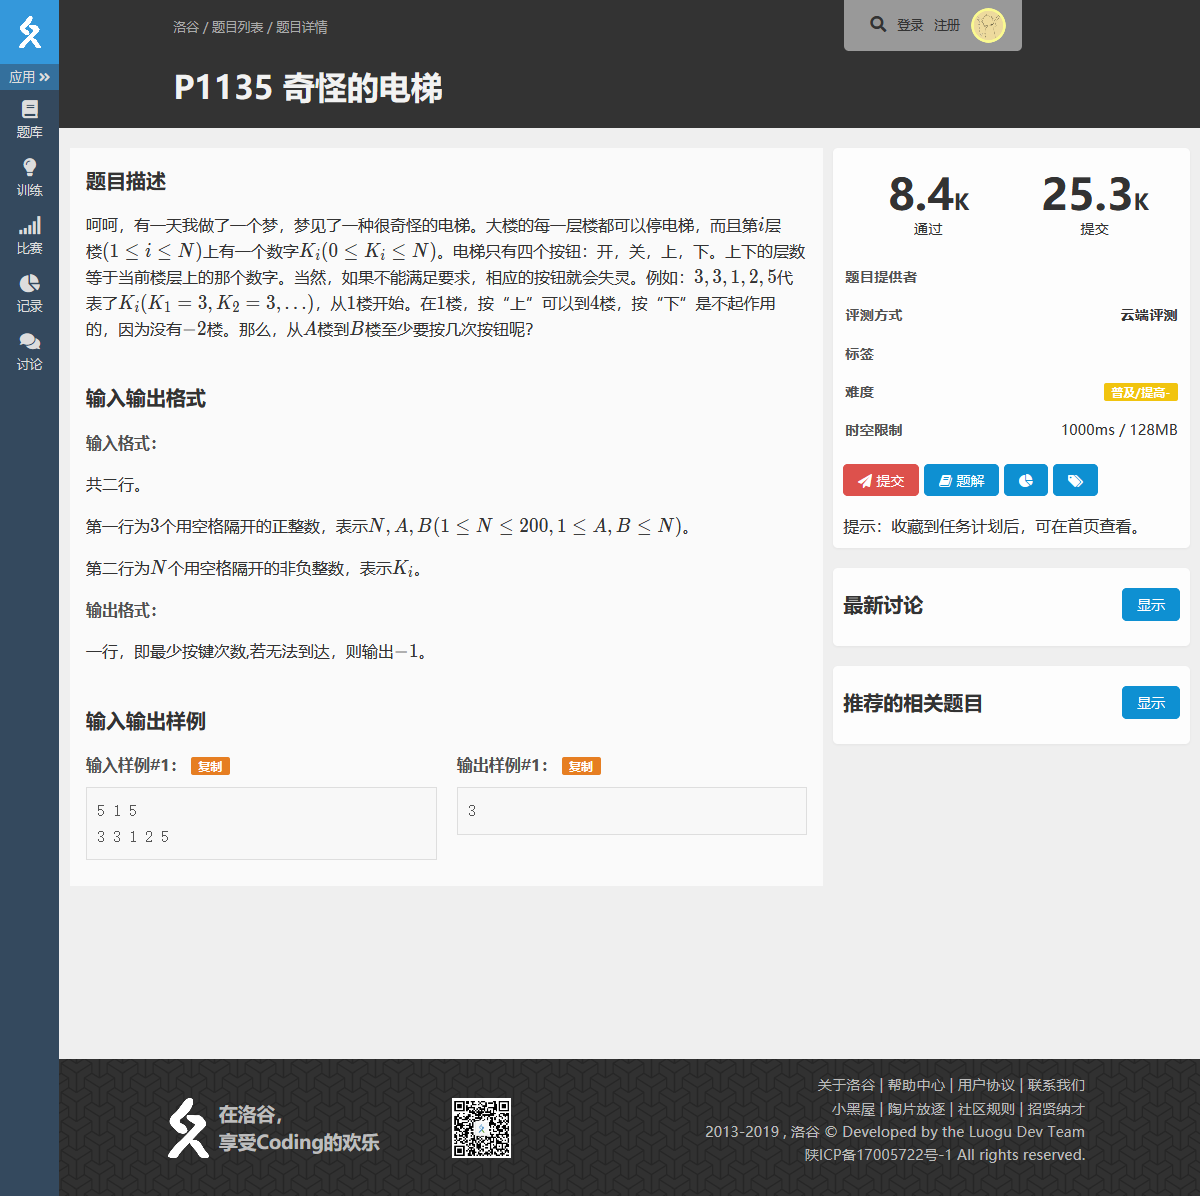 应用
题库
训练
比赛
记录
讨论
洛谷 / 题目列表 / 题目详情
登录 注册
P1135 奇怪的电梯
题目描述
呵呵，有一天我做了一个梦，梦见了一种很奇怪的电梯。大楼的每一层楼都可以停电梯，而且第i层
楼(1 ≤ i ≤ N)上有一个数字K_i(0 ≤ K_i ≤ N)。电梯只有四个按钮：开，关，上，下。上下的层数
等于当前楼层上的那个数字。当然，如果不能满足要求，相应的按钮就会失灵。例如：3, 3, 1, 2, 5代
表了K_i(K_1 = 3, K_2 = 3, …)，从1楼开始。在1楼，按“上”可以到4楼，按“下”是不起作用
的，因为没有−2楼。那么，从A楼到B楼至少要按几次按钮呢？
输入输出格式
输入格式：
共二行。
第一行为3个用空格隔开的正整数，表示N, A, B(1 ≤ N ≤ 200, 1 ≤ A, B ≤ N)。
第二行为N个用空格隔开的非负整数，表示K_i。
输出格式：
一行，即最少按键次数,若无法到达，则输出−1。
输入输出样例
输入样例#1： 复制
5 1 5
3 3 1 2 5
输出样例#1： 复制
3
8.4K
通过
25.3K
提交
题目提供者
评测方式 云端评测
标签
难度 普及/提高-
时空限制 1000ms / 128MB
提交 题解
提示：收藏到任务计划后，可在首页查看。
最新讨论 显示
推荐的相关题目 显示
在洛谷，
享受Coding的欢乐
关于洛谷 | 帮助中心 | 用户协议 | 联系我们
小黑屋 | 陶片放逐 | 社区规则 | 招贤纳才
2013-2019 , 洛谷 © Developed by the Luogu Dev Team
陕ICP备17005722号-1 All rights reserved.